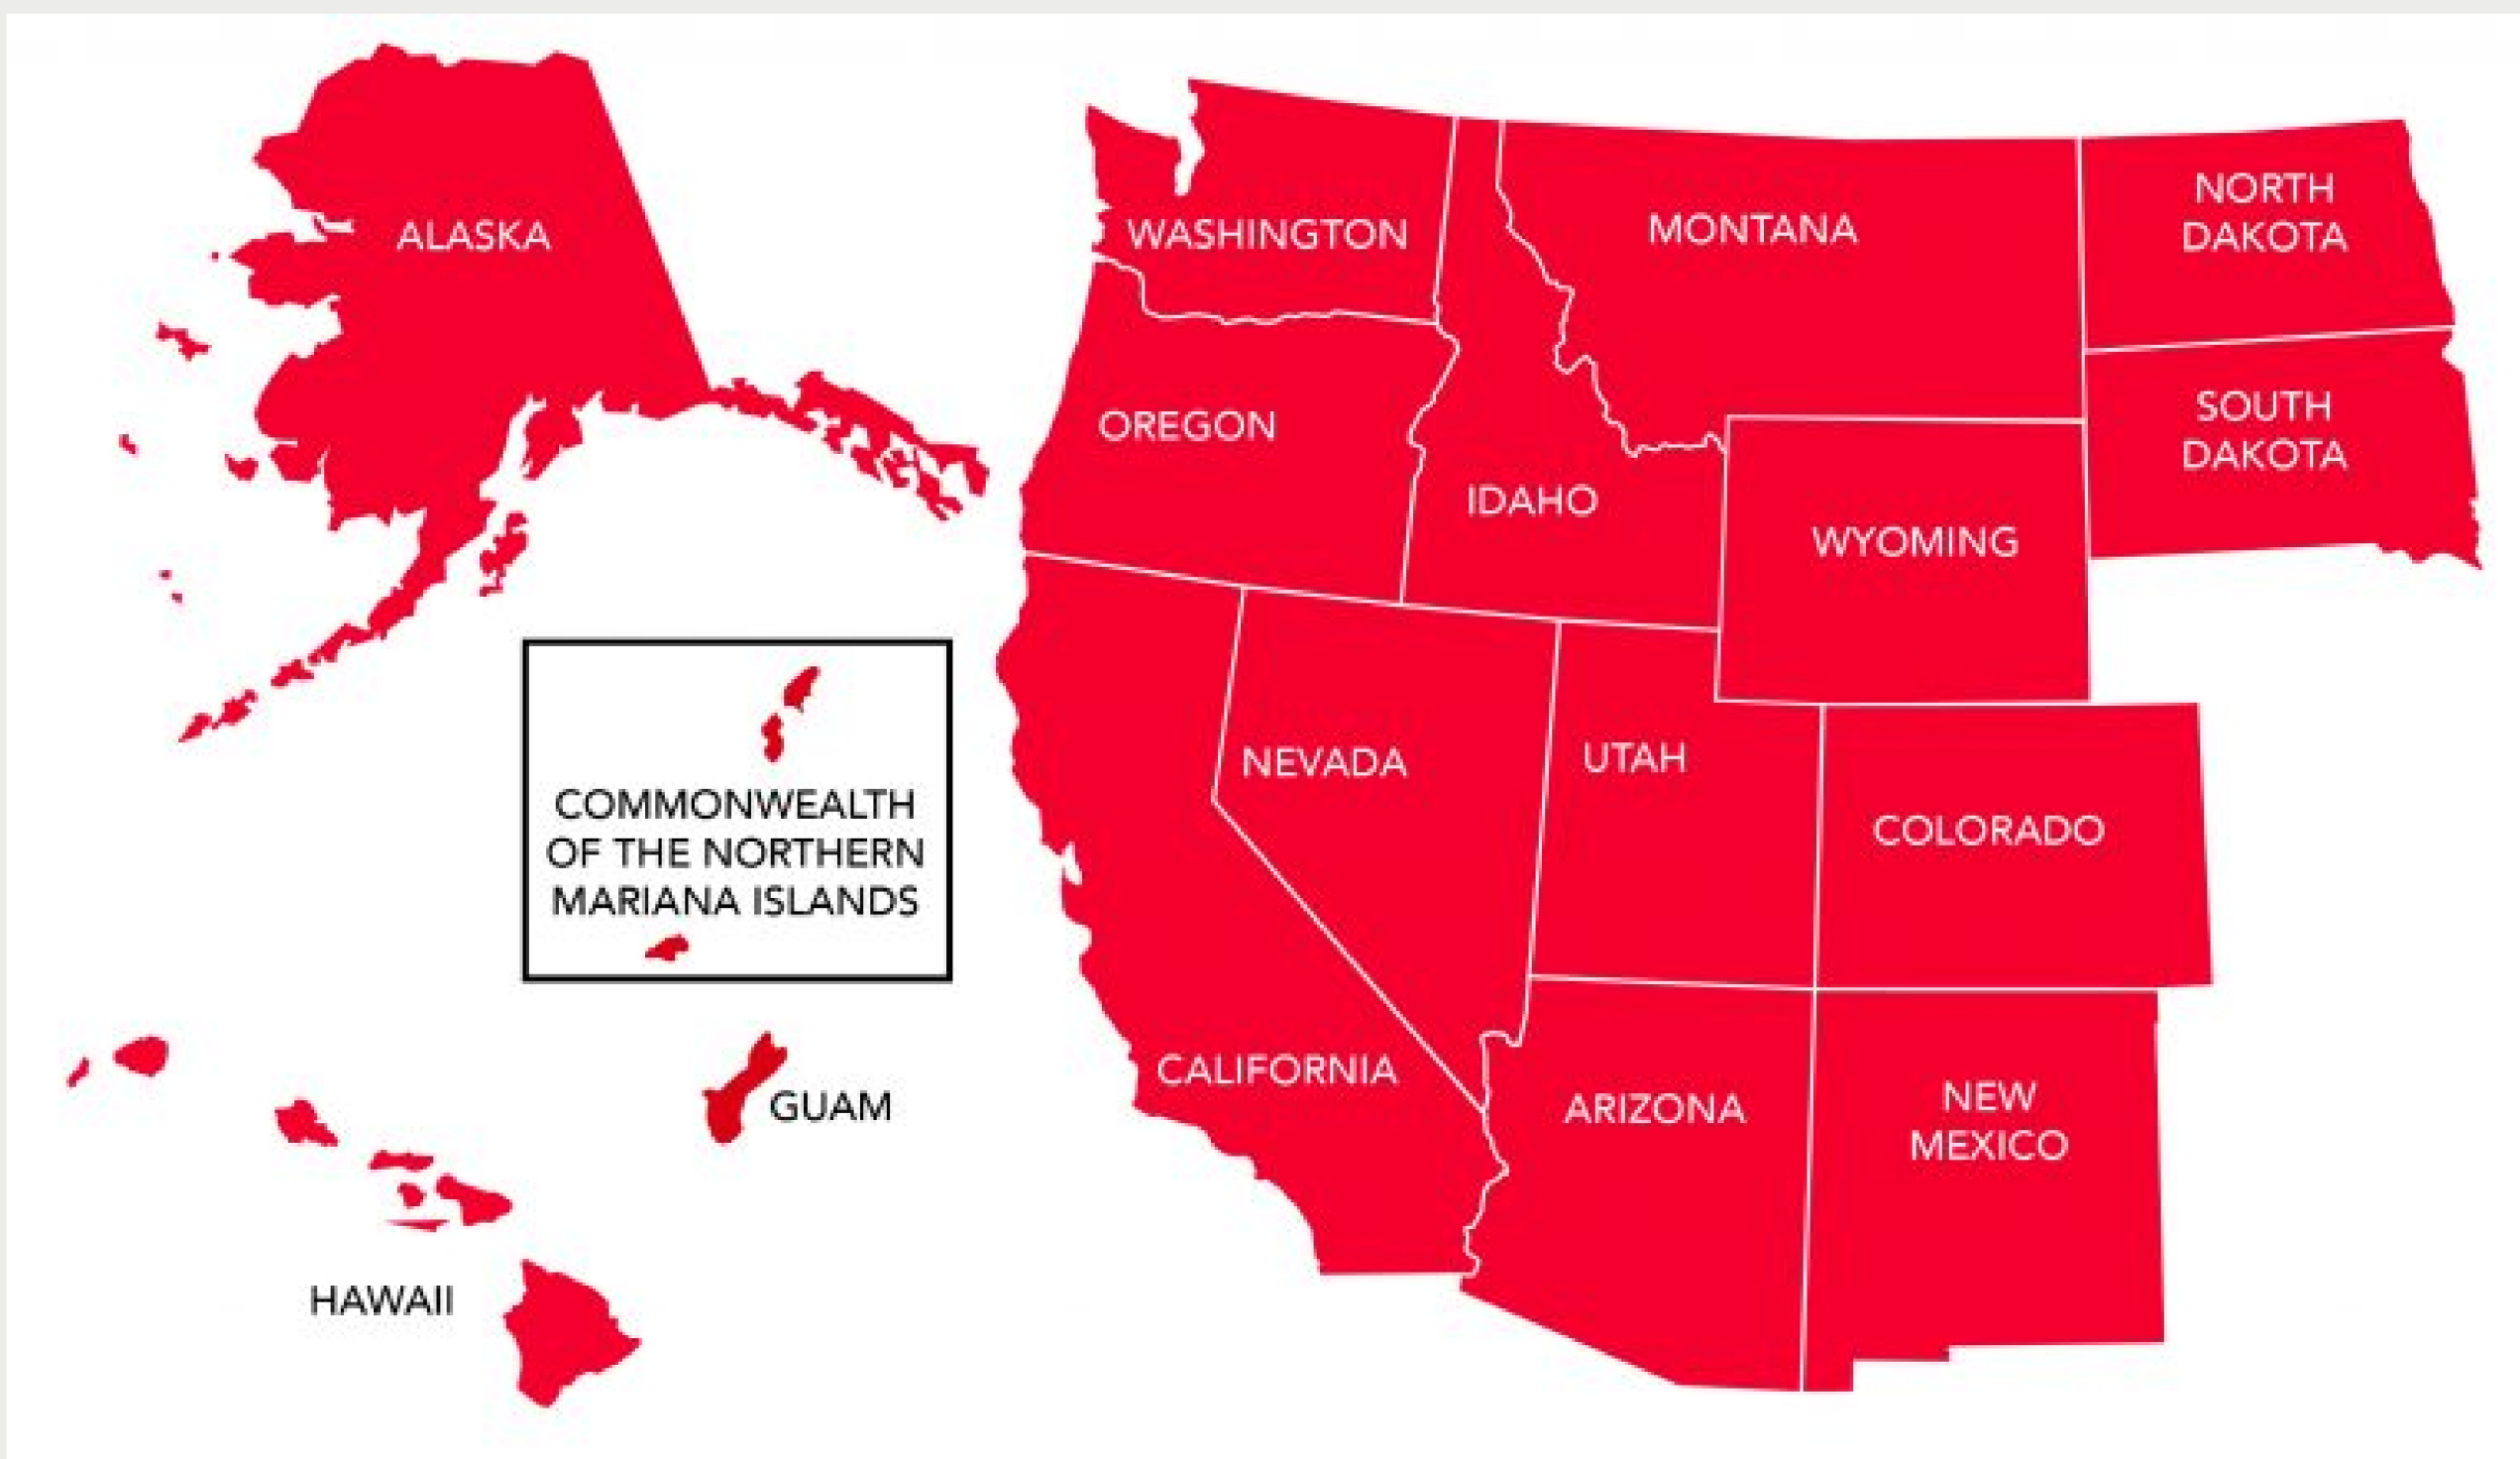 ALASKA
WASHINGTON
MONTANA
NORTH
DAKOTA
OREGON
IDAHO
WYOMING
SOUTH
DAKOTA
COMMONWEALTH
OF THE NORTHERN
MARIANA ISLANDS
NEVADA
UTAH
COLORADO
GUAM
CALIFORNIA
ARIZONA
NEW
MEXICO
HAWAII